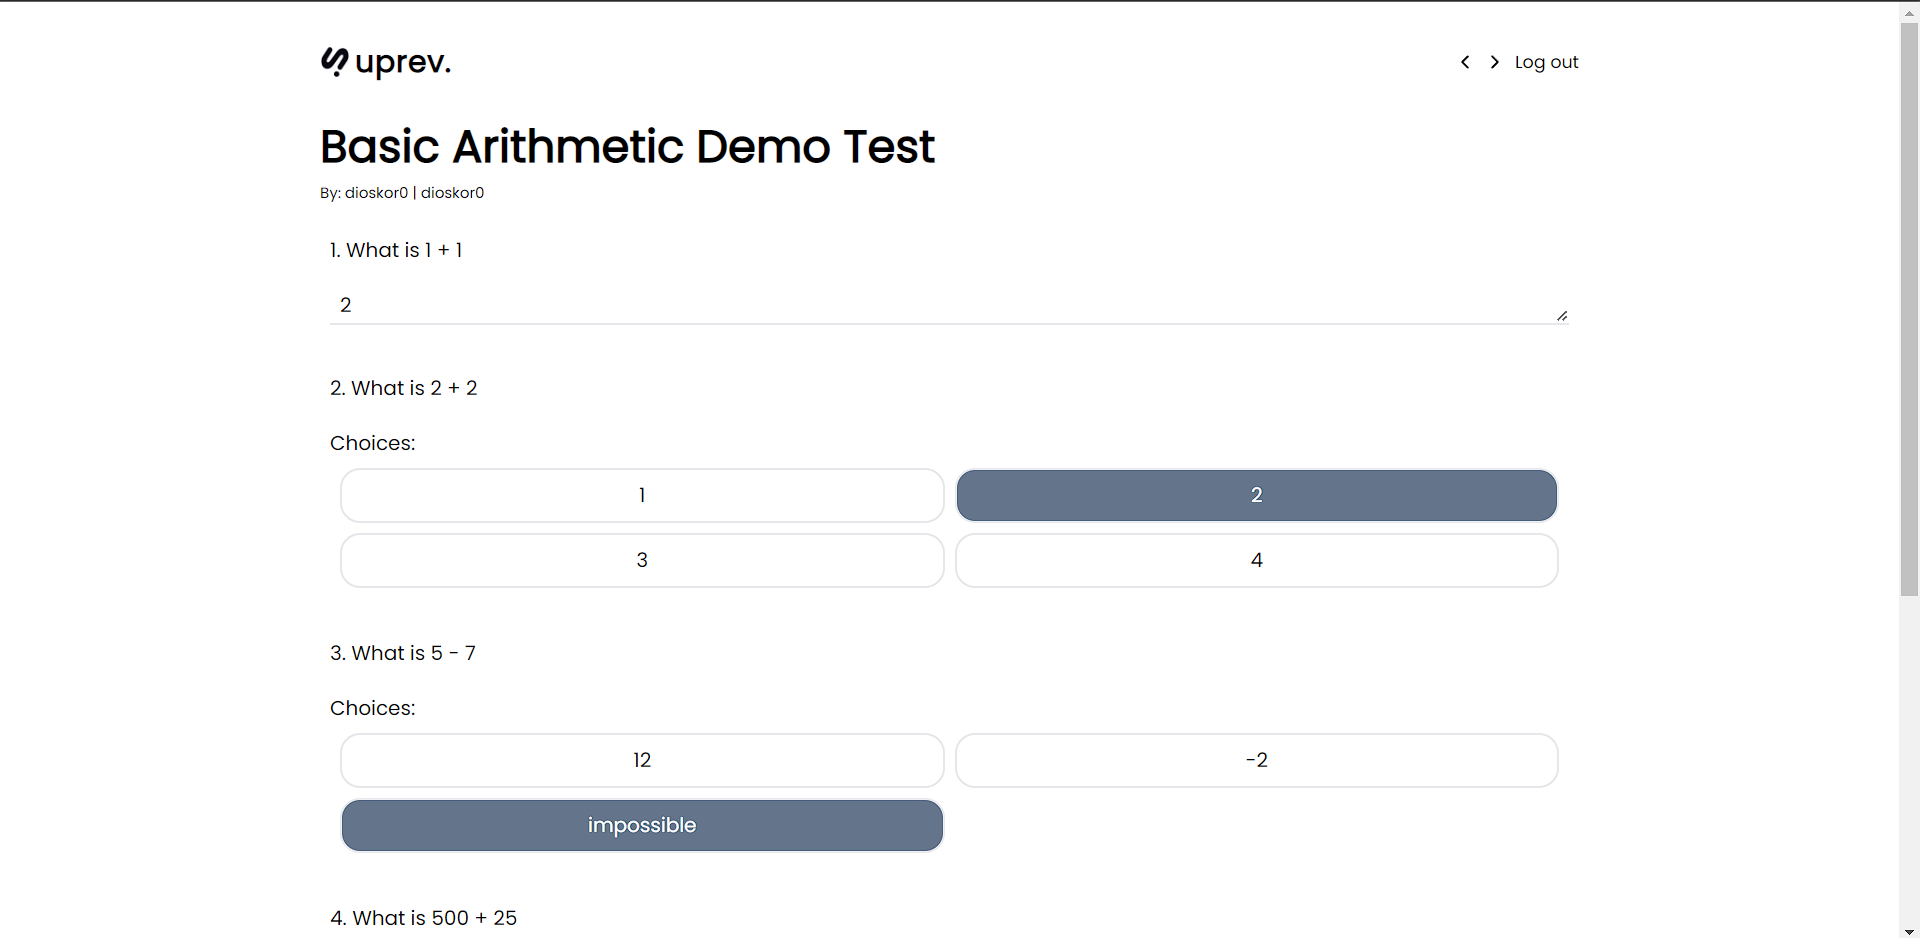 uprev.
Log out
Basic Arithmetic Demo Test
By: dioskor0 | dioskor0
1. What is 1 + 1
2
2. What is 2 + 2
Choices:
1
2
3
4
3. What is 5 - 7
Choices:
12
-2
impossible
4. What is 500 + 25